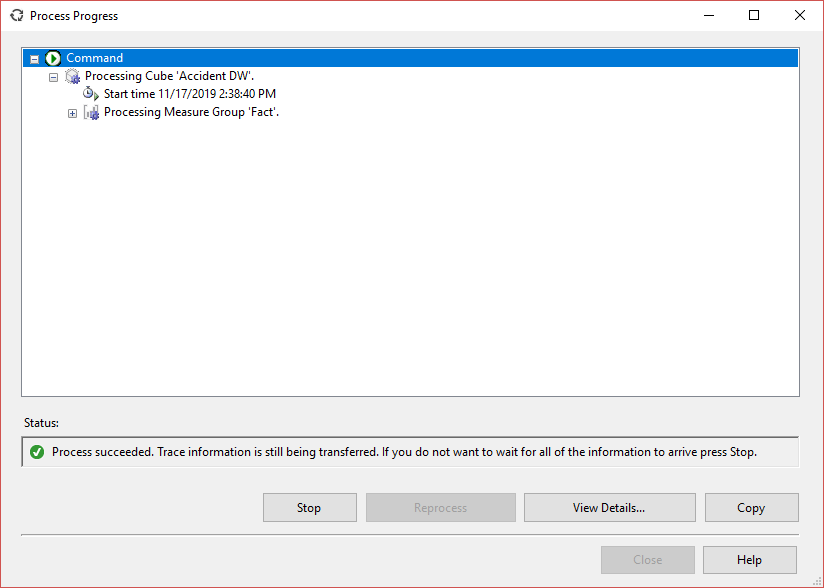 Process Progress
Command
Processing Cube 'Accident DW'.
Start time 11/17/2019 2:38:40 PM
Processing Measure Group 'Fact'.
Status:
Process succeeded. Trace information is still being transferred. If you do not want to wait for all of the information to arrive press Stop.
Stop Reprocess View Details... Copy
Close Help